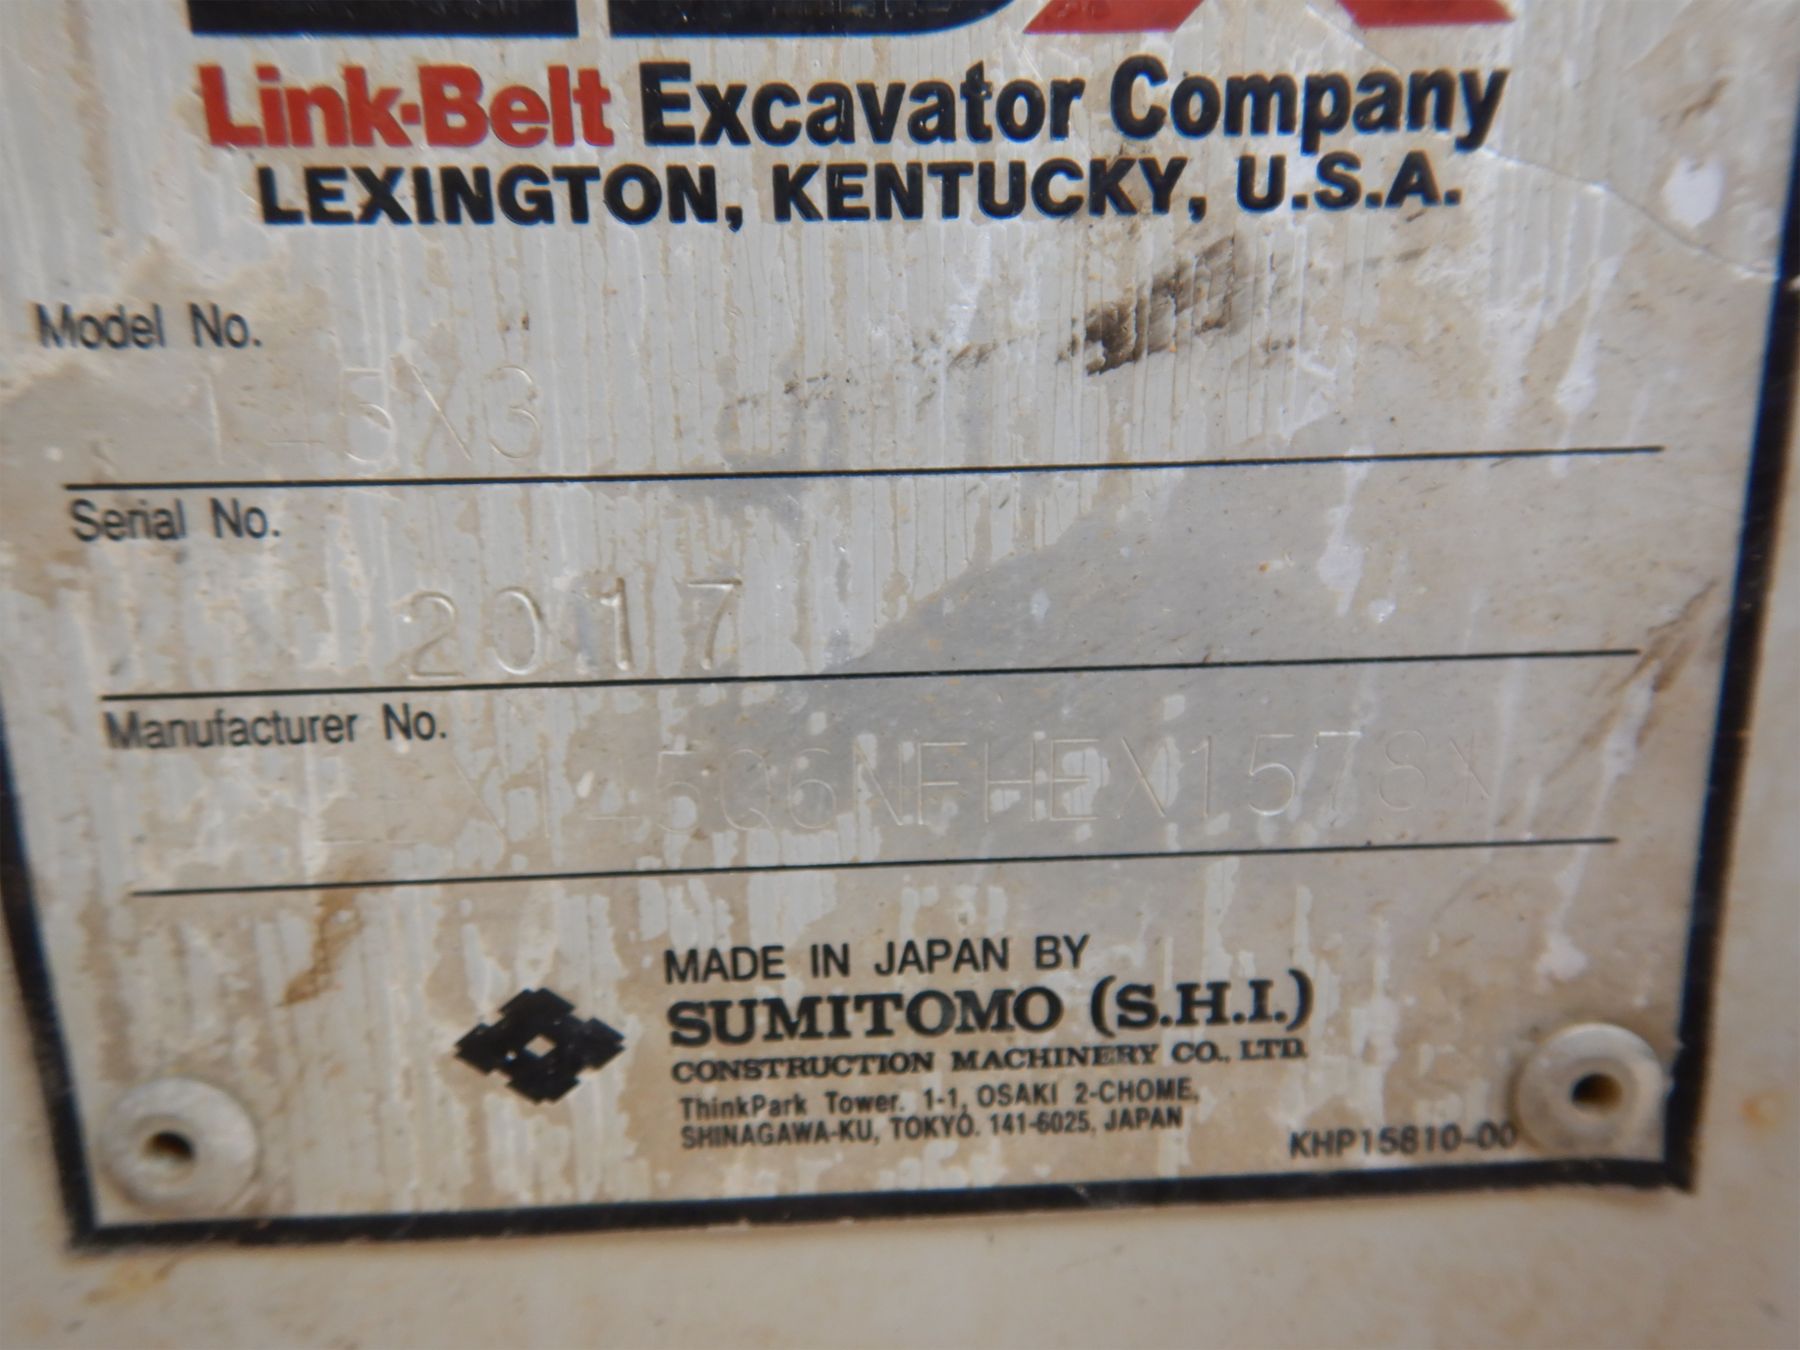 Link-Belt Excavator Company
LEXINGTON, KENTUCKY, U.S.A.
Model No.
145X3
Serial No.
2017
Manufacturer No.
MADE IN JAPAN BY
SUMITOMO (S.H.I.)
CONSTRUCTION MACHINERY CO., LTD.
ThinkPark Tower. 1-1, OSAKI 2-CHOME,
SHINAGAWA-KU, TOKYO. 141-6025, JAPAN
KHP15810-00